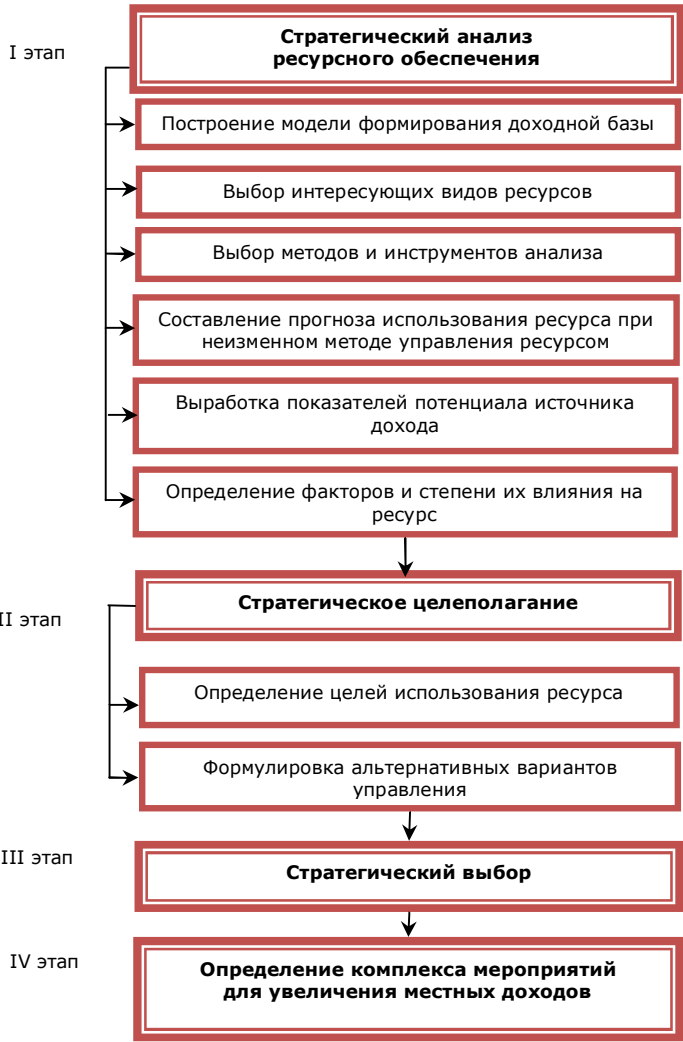 I этап
Стратегический анализ
ресурсного обеспечения
Построение модели формирования доходной базы
Выбор интересующих видов ресурсов
Выбор методов и инструментов анализа
Составление прогноза использования ресурса при
неизменном методе управления ресурсом
Выработка показателей потенциала источника
дохода
Определение факторов и степени их влияния на
ресурс
II этап
Стратегическое целеполагание
Определение целей использования ресурса
Формулировка альтернативных вариантов
управления
III этап
Стратегический выбор
IV этап
Определение комплекса мероприятий
для увеличения местных доходов